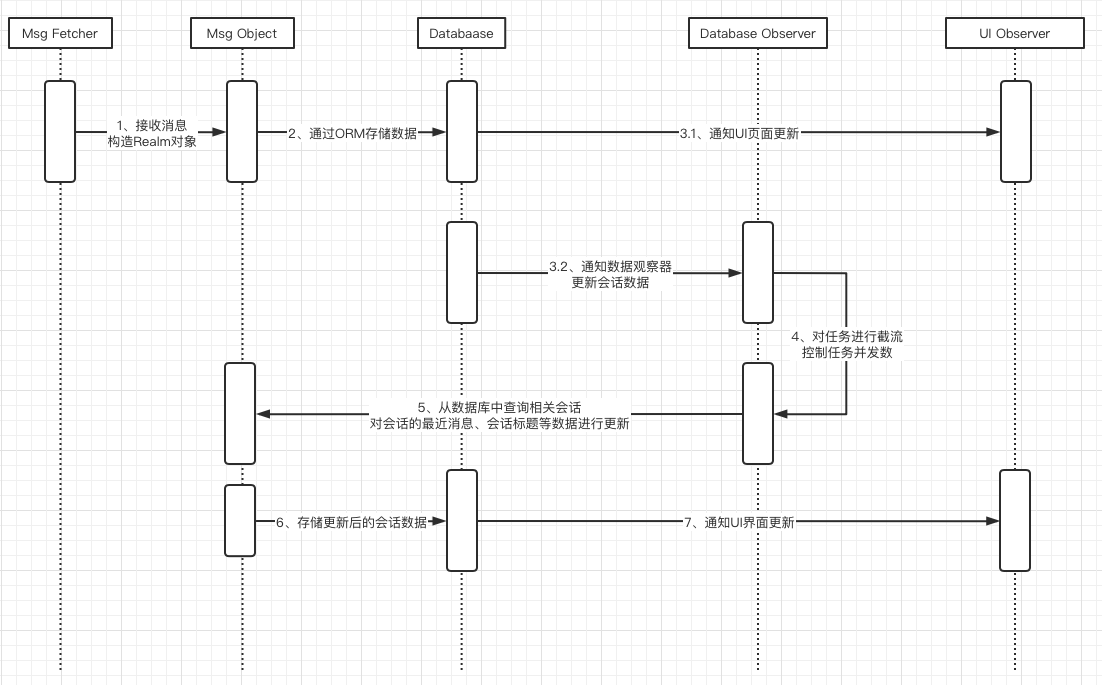 Msg Fetcher
Msg Object
Databaase
Database Observer
UI Observer
1、接收消息
构造Realm对象
2、通过ORM存储数据
3.1、通知UI页面更新
3.2、通知数据观察器
更新会话数据
4、对任务进行截流
控制任务并发数
5、从数据库中查询相关会话
对会话的最近消息、会话标题等数据进行更新
6、存储更新后的会话数据
7、通知UI界面更新